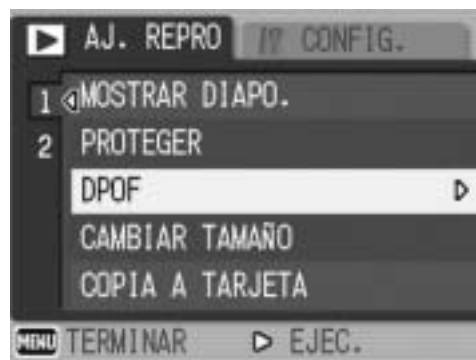 AJ. REPRO CONFIG.
1 MOSTRAR DIAPO.
2 PROTEGER
DPOF
CAMBIAR TAMAÑO
COPIA A TARJETA
MENU TERMINAR EJEC.